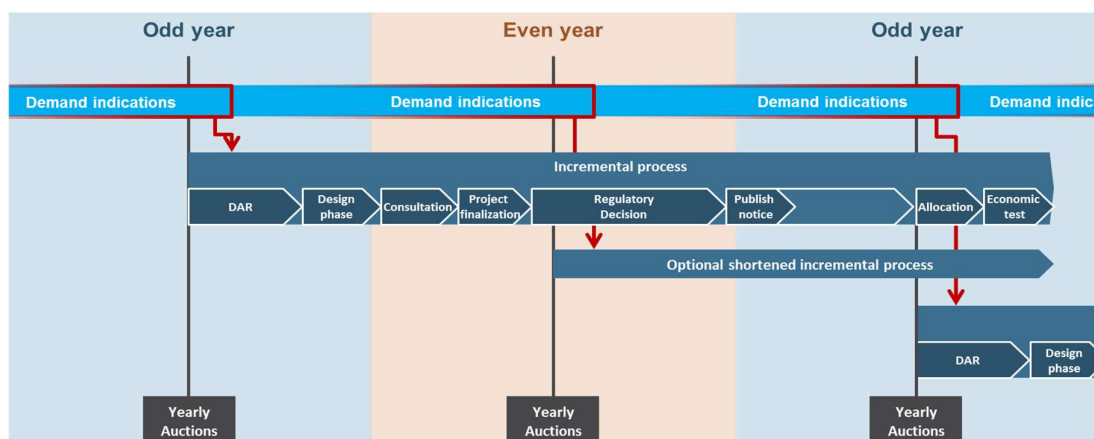 Odd year
Even year
Odd year
Demand indications
Demand indications
Demand indications
Demand indic
Incremental process
DAR
Design
phase
Consultation
Project
finalization
Regulatory
Decision
Publish
notice
Allocation
Economic
test
Optional shortened incremental process
DAR
Design
phase
Yearly
Auctions
Yearly
Auctions
Yearly
Auctions